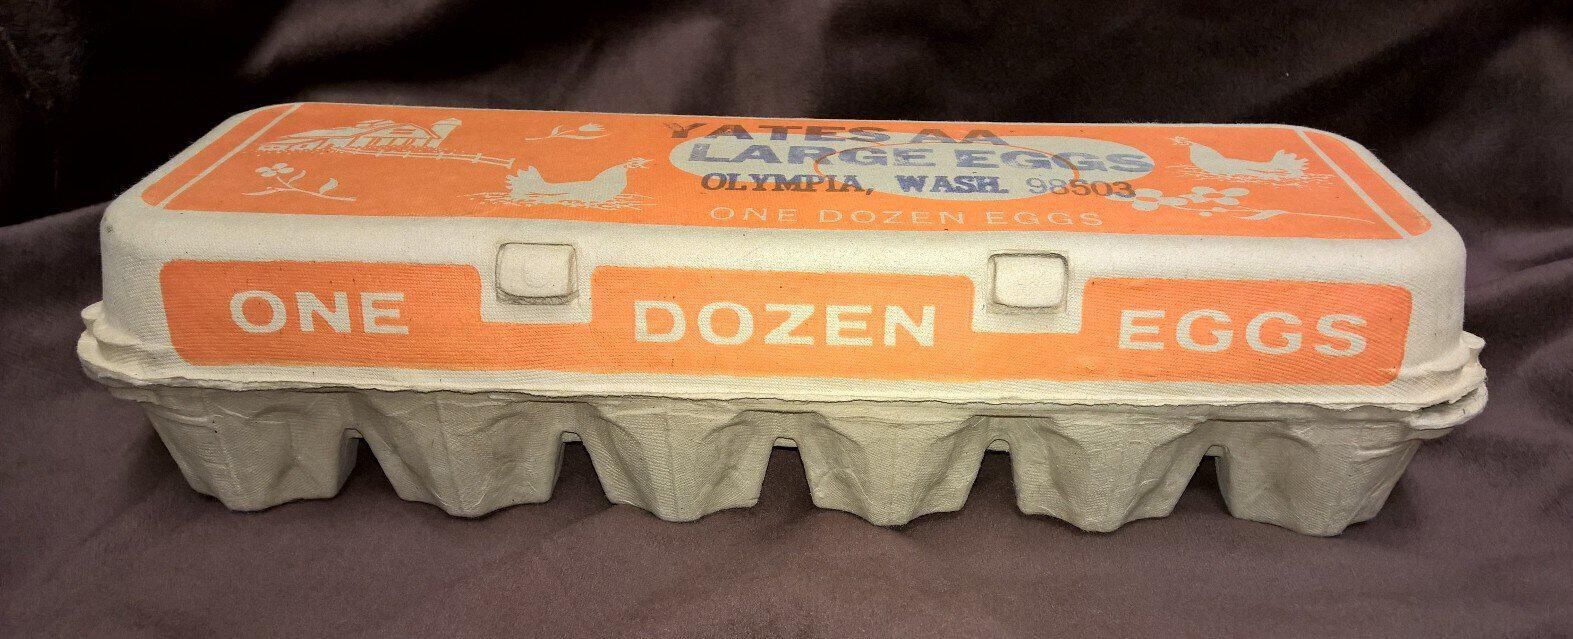 YATES AA
LARGE EGGS
OLYMPIA, WASH. 98503
ONE DOZEN EGGS
ONE DOZEN EGGS